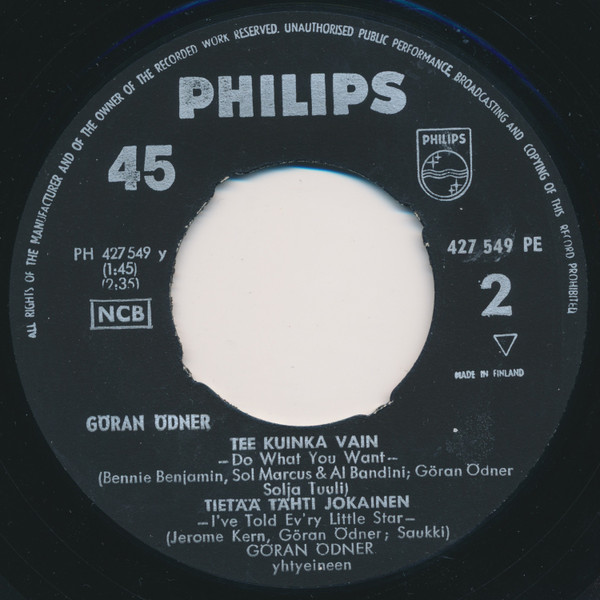 ALL RIGHTS OF THE MANUFACTURER AND OF THE OWNER OF THE RECORDED WORK RESERVED. UNAUTHORISED PUBLIC PERFORMANCE, BROADCASTING AND COPYING OF THIS RECORD PROHIBITED
PHILIPS
45
PHILIPS
PH 427 549 y
(1:45)
(2:35)
NCB
427 549 PE
2
MADE IN FINLAND
GÖRAN ÖDNER
TEE KUINKA VAIN
—Do What You Want—
(Bennie Benjamin, Sol Marcus & Al Bandini; Göran Ödner
Solja Tuuli)
TIETÄÄ TÄHTI JOKAINEN
—I've Told Ev'ry Little Star—
(Jerome Kern, Göran Ödner; Saukki)
GÖRAN ÖDNER
yhtyeineen